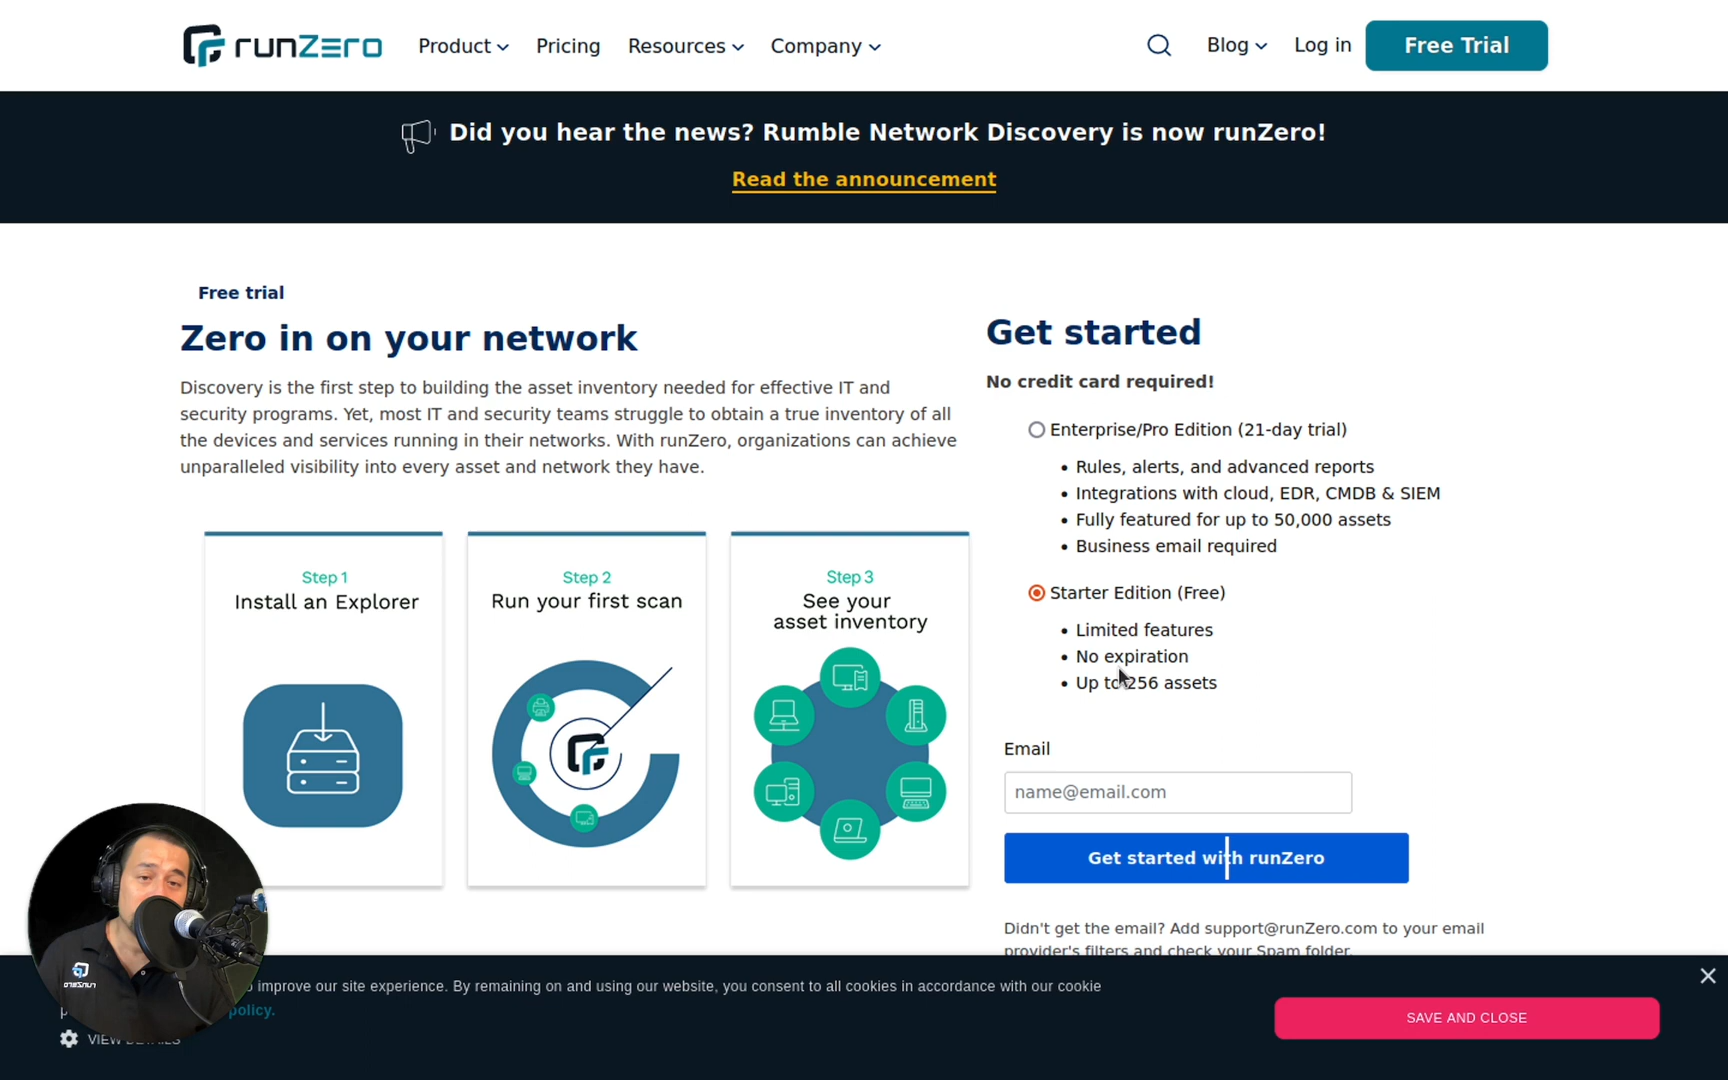 runZero Product Pricing Resources Company Blog Log in Free Trial
Did you hear the news? Rumble Network Discovery is now runZero!
Read the announcement
Free trial
Zero in on your network
Discovery is the first step to building the asset inventory needed for effective IT and
security programs. Yet, most IT and security teams struggle to obtain a true inventory of all
the devices and services running in their networks. With runZero, organizations can achieve
unparalleled visibility into every asset and network they have.
Step 1
Install an Explorer
Step 2
Run your first scan
Step 3
See your
asset inventory
Get started
No credit card required!
Enterprise/Pro Edition (21-day trial)
• Rules, alerts, and advanced reports
• Integrations with cloud, EDR, CMDB & SIEM
• Fully featured for up to 50,000 assets
• Business email required
Starter Edition (Free)
• Limited features
• No expiration
• Up to 256 assets
Email
name@email.com
Get started with runZero
Didn't get the email? Add support@runZero.com to your email
provider's filters and check your Spam folder.
improve our site experience. By remaining on and using our website, you consent to all cookies in accordance with our cookie
policy.
VIEW DETAILS
SAVE AND CLOSE